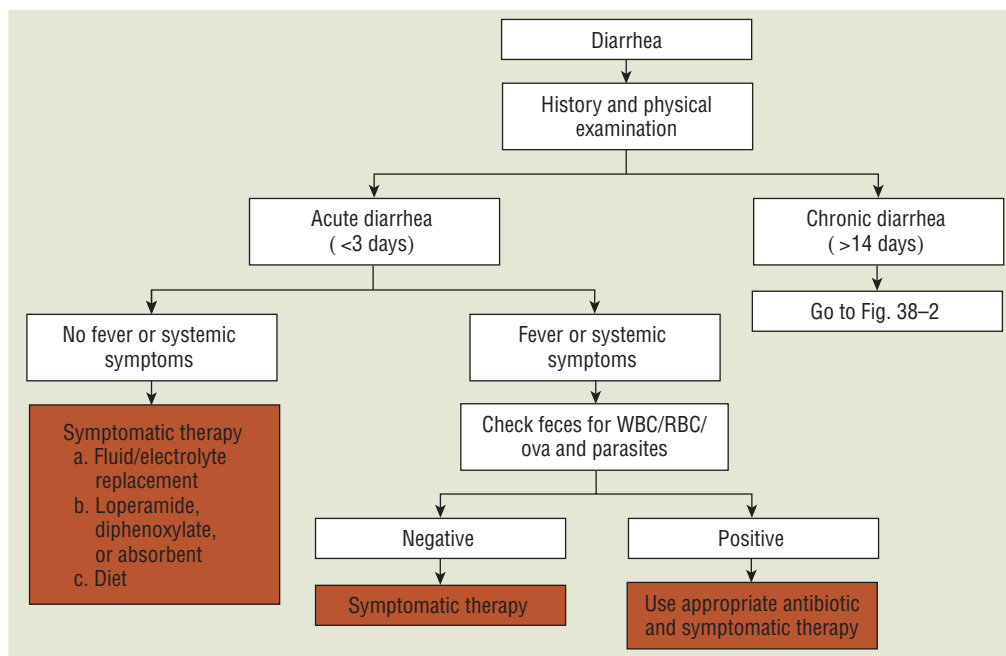 Diarrhea
History and physical
examination
Acute diarrhea
( <3 days)
Chronic diarrhea
( >14 days)
Go to Fig. 38–2
No fever or systemic
symptoms
Fever or systemic
symptoms
Symptomatic therapy
a. Fluid/electrolyte
replacement
b. Loperamide,
diphenoxylate,
or absorbent
c. Diet
Check feces for WBC/RBC/
ova and parasites
Negative
Positive
Symptomatic therapy
Use appropriate antibiotic
and symptomatic therapy